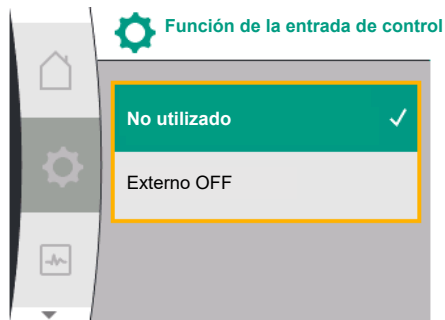 Función de la entrada de control
No utilizado
Externo OFF